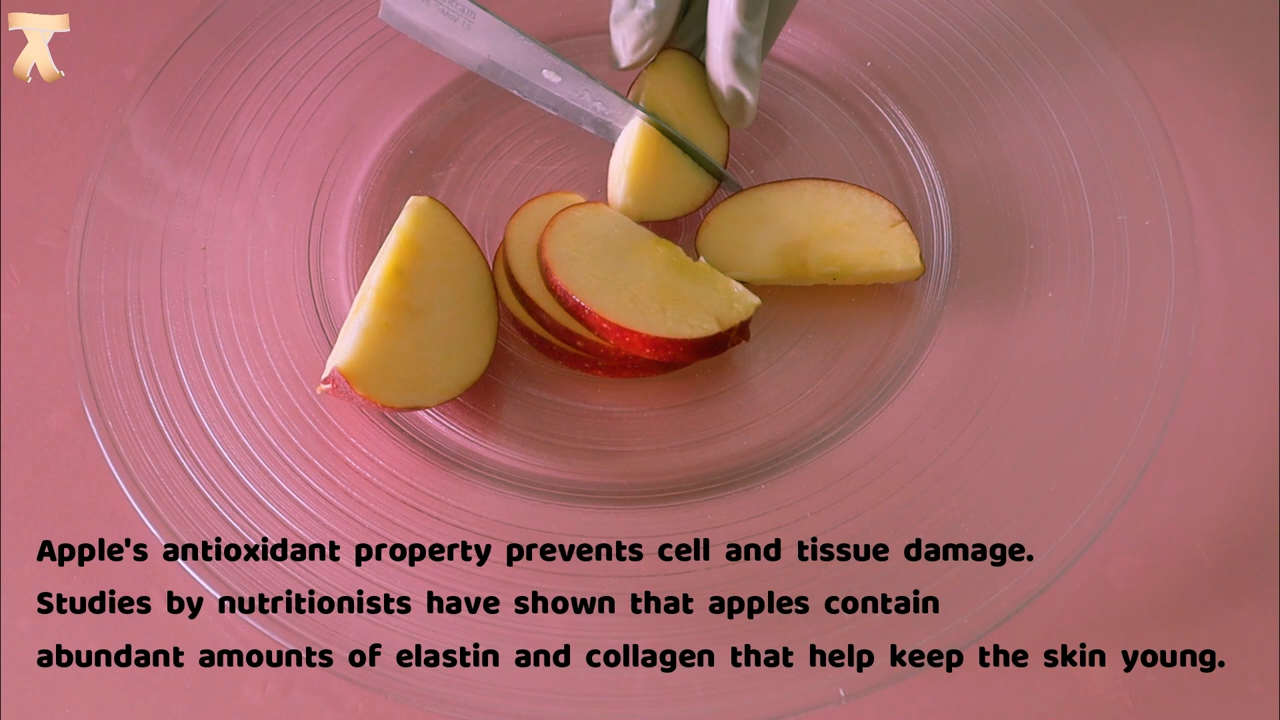 Apple's antioxidant property prevents cell and tissue damage.
Studies by nutritionists have shown that apples contain
abundant amounts of elastin and collagen that help keep the skin young.